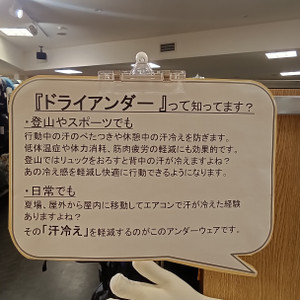 『ドライアンダー』って知ってます？
・登山やスポーツでも
行動中の汗のべたつきや休憩中の汗冷えを防ぎます。
低体温症や体力消耗、筋肉疲労の軽減にも効果的です。
登山ではリュックをおろすと背中の汗が冷えますよね？
あの冷え感を軽減し快適に行動できるようになります。
・日常でも
夏場、屋外から屋内に移動してエアコンで汗が冷えた経験
ありますよね？
その「汗冷え」を軽減するのがこのアンダーウェアです。